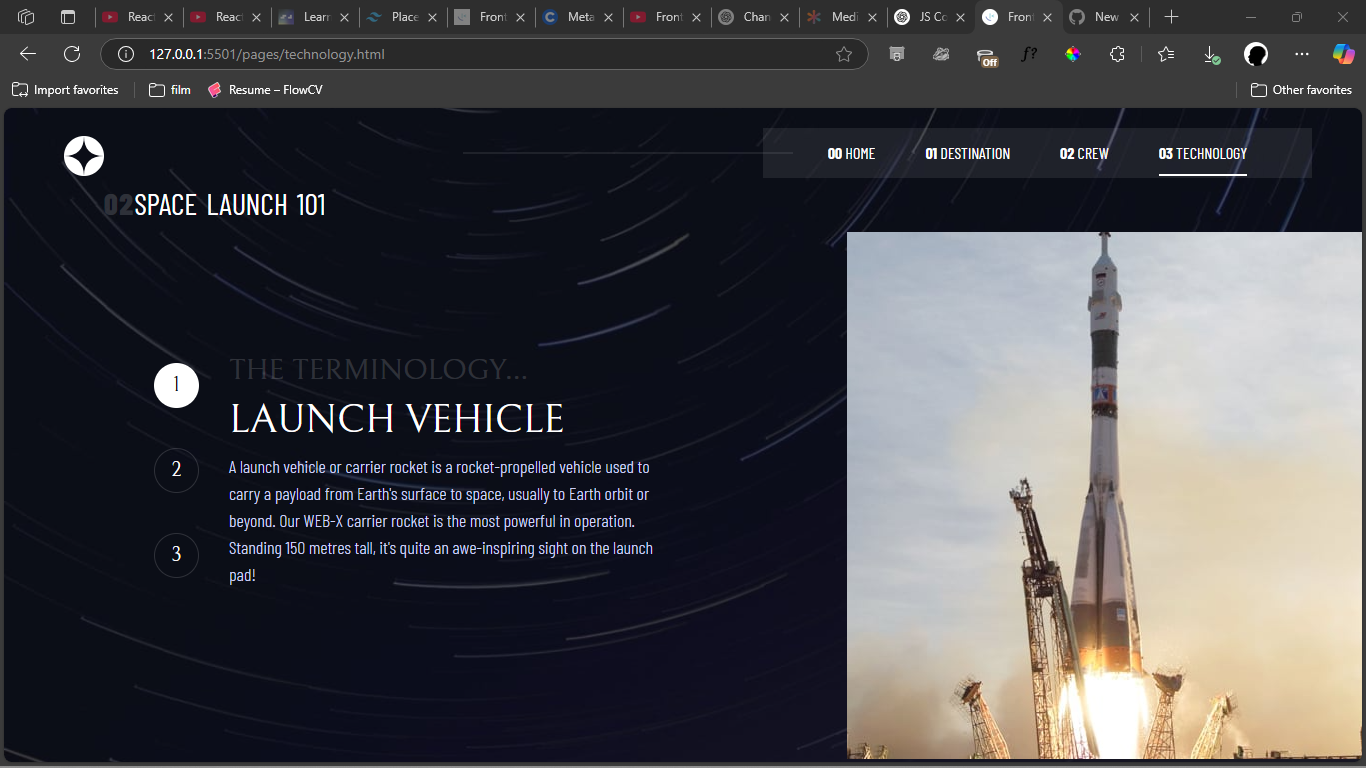 React
React
Learn
Place
Front
C Meta
Front
Chan
Medi
JS Cc
Front
New
127.0.0.1:5501/pages/technology.html
f?
Off
Import favorites
film
Resume – FlowCV
Other favorites
00 HOME
01 DESTINATION
02 CREW
03 TECHNOLOGY
02SPACE LAUNCH 101
1
2
3
THE TERMINOLOGY...
LAUNCH VEHICLE
A launch vehicle or carrier rocket is a rocket-propelled vehicle used to
carry a payload from Earth's surface to space, usually to Earth orbit or
beyond. Our WEB-X carrier rocket is the most powerful in operation.
Standing 150 metres tall, it's quite an awe-inspiring sight on the launch
pad!